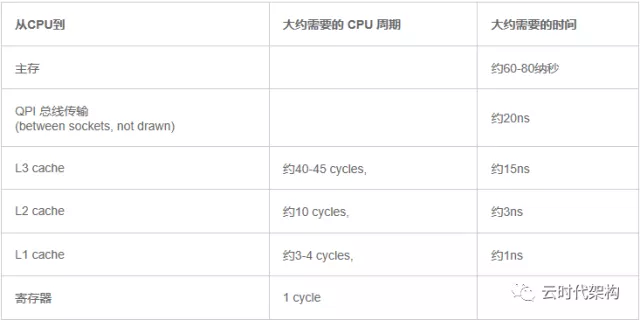 从CPU到 大约需要的 CPU 周期 大约需要的时间
主存 约60-80纳秒
QPI 总线传输
(between sockets, not drawn) 约20ns
L3 cache 约40-45 cycles, 约15ns
L2 cache 约10 cycles, 约3ns
L1 cache 约3-4 cycles, 约1ns
寄存器 1 cycle
云时代架构